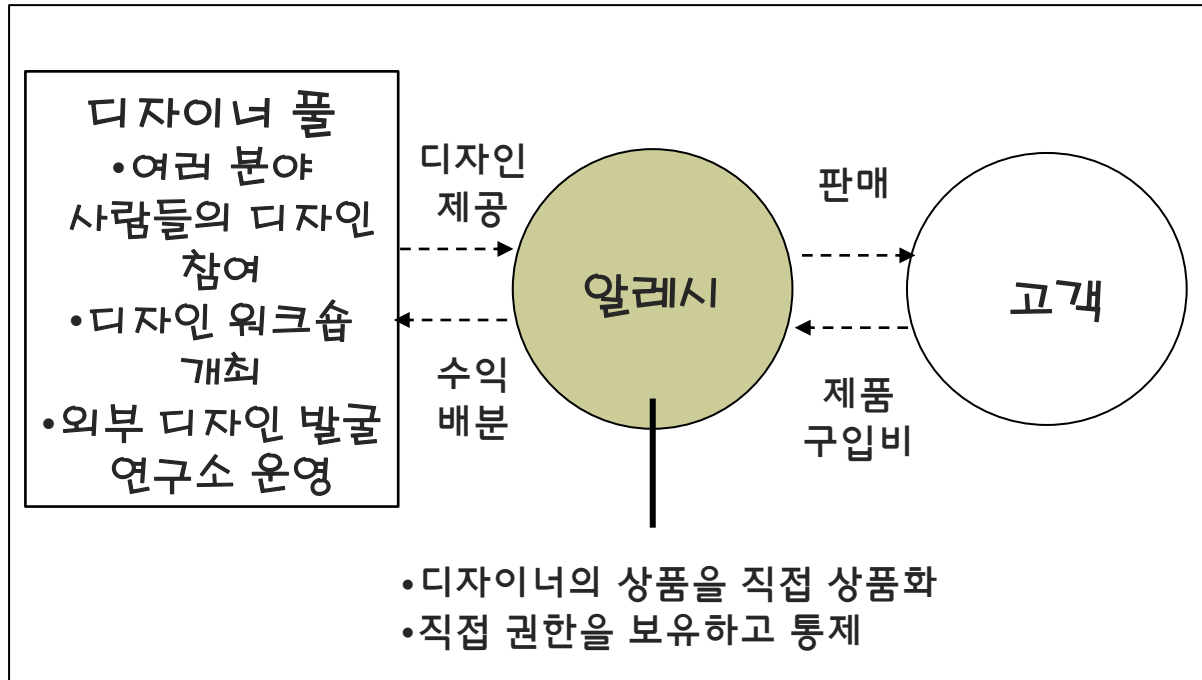 디자이너 풀
•여러 분야
사람들의 디자인
참여
•디자인 워크숍
개최
•외부 디자인 발굴
연구소 운영
디자인
제공
수익
배분
알레시
판매
제품
구입비
고객
•디자이너의 상품을 직접 상품화
•직접 권한을 보유하고 통제